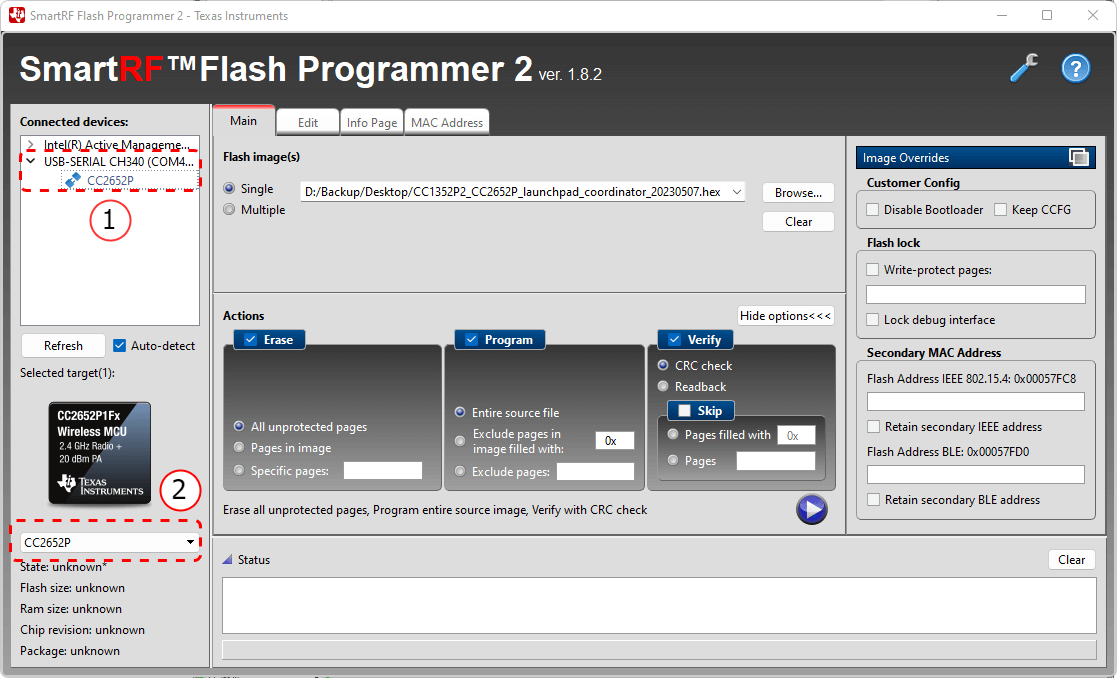 SmartRF Flash Programmer 2 - Texas Instruments
SmartRF™Flash Programmer 2 ver. 1.8.2
Connected devices:
Intel(R) Active Manageme...
USB-SERIAL CH340 (COM4...
CC2652P
1
Refresh
Auto-detect
Selected target(1):
CC2652P1Fx
Wireless MCU
2.4 GHz Radio +
20 dBm PA
TEXAS
INSTRUMENTS
2
CC2652P
State: unknown*
Flash size: unknown
Ram size: unknown
Chip revision: unknown
Package: unknown
Main
Edit
Info Page
MAC Address
Flash image(s)
Single
D:/Backup/Desktop/CC1352P2_CC2652P_launchpad_coordinator_20230507.hex
Browse...
Multiple
Clear
Actions
Hide options<<<
Erase
All unprotected pages
Pages in image
Specific pages:
Program
Entire source file
Exclude pages in
image filled with:
0x
Exclude pages:
Verify
CRC check
Readback
Skip
Pages filled with
0x
Pages
Erase all unprotected pages, Program entire source image, Verify with CRC check
Image Overrides
Customer Config
Disable Bootloader
Keep CCFG
Flash lock
Write-protect pages:
Lock debug interface
Secondary MAC Address
Flash Address IEEE 802.15.4: 0x00057FC8
Retain secondary IEEE address
Flash Address BLE: 0x00057FD0
Retain secondary BLE address
Status
Clear